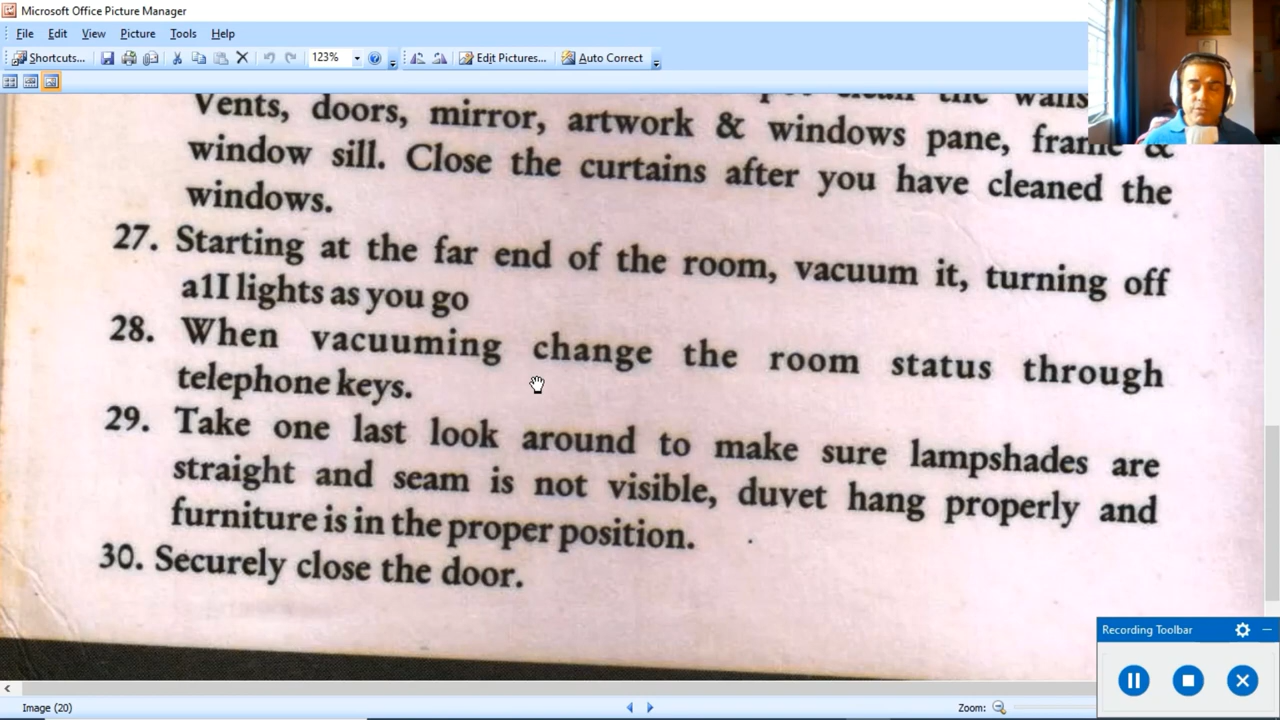 Microsoft Office Picture Manager
File Edit View Picture Tools Help
Shortcuts... 123% Edit Pictures... Auto Correct
clean the walls
Vents, doors, mirror, artwork & windows pane, frame &
window sill. Close the curtains after you have cleaned the
windows.
27. Starting at the far end of the room, vacuum it, turning off
a1I lights as you go
28. When vacuuming change the room status through
telephone keys.
29. Take one last look around to make sure lampshades are
straight and seam is not visible, duvet hang properly and
furniture is in the proper position.
30. Securely close the door.
Recording Toolbar
Image (20) Zoom: